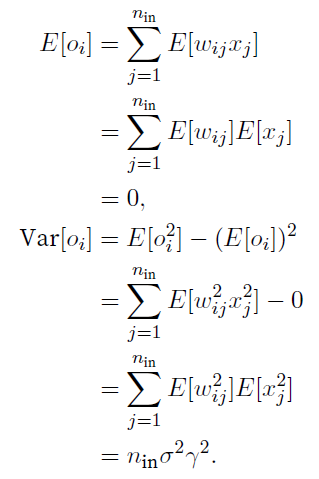 E[o_i] = \sum_{j=1}^{n_{in}} E[w_{ij} x_j]
= \sum_{j=1}^{n_{in}} E[w_{ij}] E[x_j]
= 0,
Var[o_i] = E[o_i^2] − (E[o_i])^2
= \sum_{j=1}^{n_{in}} E[w_{ij}^2 x_j^2] − 0
= \sum_{j=1}^{n_{in}} E[w_{ij}^2] E[x_j^2]
= n_{in} σ^2 γ^2.